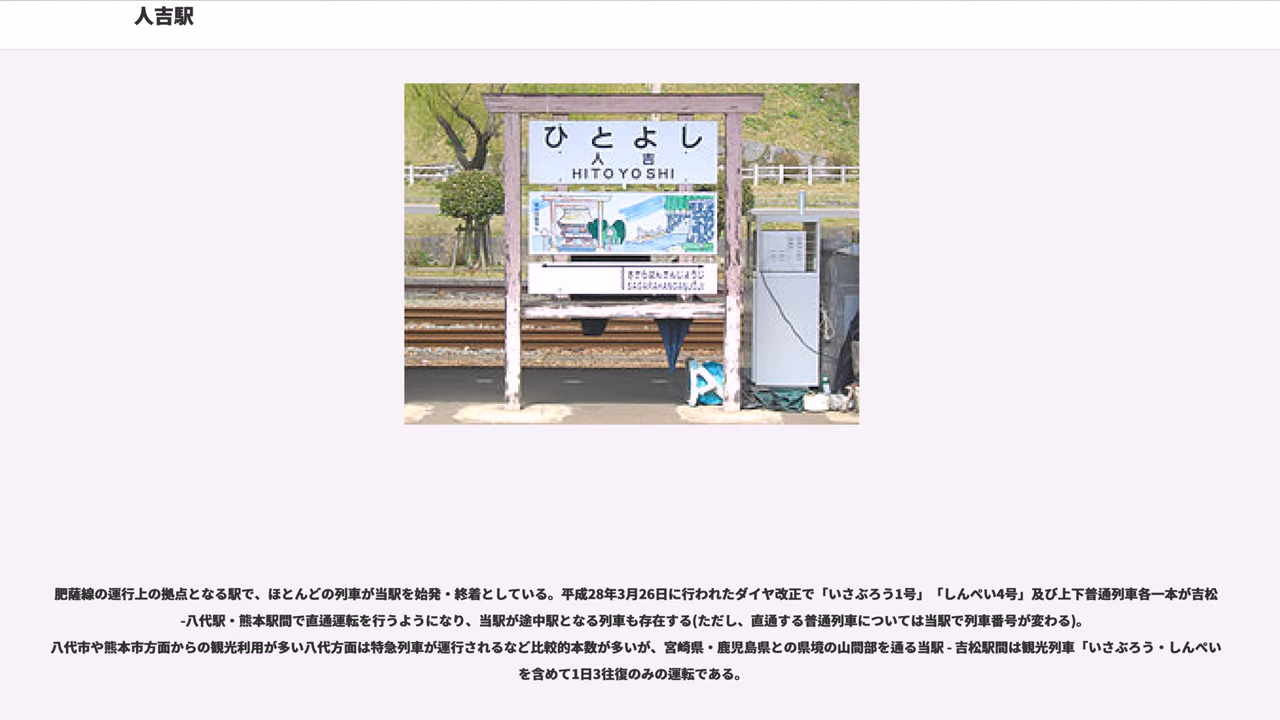 人吉駅
ひとよし
人吉
HITOYOSHI
肥薩線の運行上の拠点となる駅で、ほとんどの列車が当駅を始発・終着としている。平成28年3月26日に行われたダイヤ改正で「いさぶろう1号」「しんぺい4号」及び上下普通列車各一本が吉松
-八代駅・熊本駅間で直通運転を行うようになり、当駅が途中駅となる列車も存在する(ただし、直通する普通列車については当駅で列車番号が変わる)。
八代市や熊本市方面からの観光利用が多い八代方面は特急列車が運行されるなど比較的本数が多いが、宮崎県・鹿児島県との県境の山間部を通る当駅 - 吉松駅間は観光列車「いさぶろう・しんぺい
を含めて1日3往復のみの運転である。